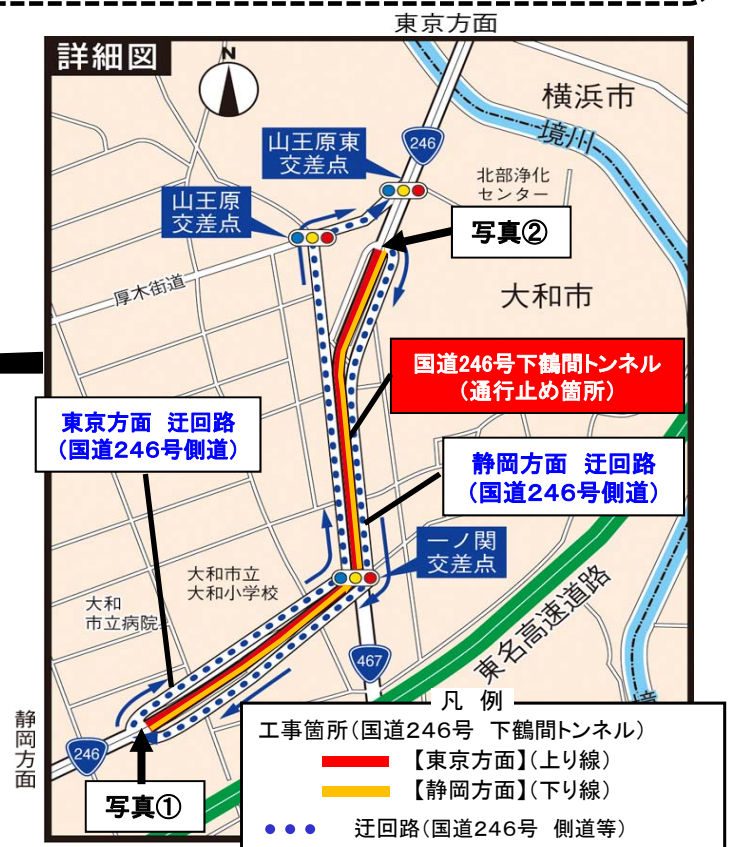 東京方面
詳細図
N
横浜市
境川
山王原東
交差点
246
北部浄化
センター
山王原
交差点
写真②
厚木街道
大和市
国道246号下鶴間トンネル
(通行止め箇所)
東京方面 迂回路
(国道246号側道)
静岡方面 迂回路
(国道246号側道)
一ノ関
交差点
大和市立
大和小学校
大和
市立病院
東名高速道路
467
境
静岡方面
246
写真①
凡 例
工事箇所(国道246号 下鶴間トンネル)
【東京方面】(上り線)
【静岡方面】(下り線)
迂回路(国道246号 側道等)